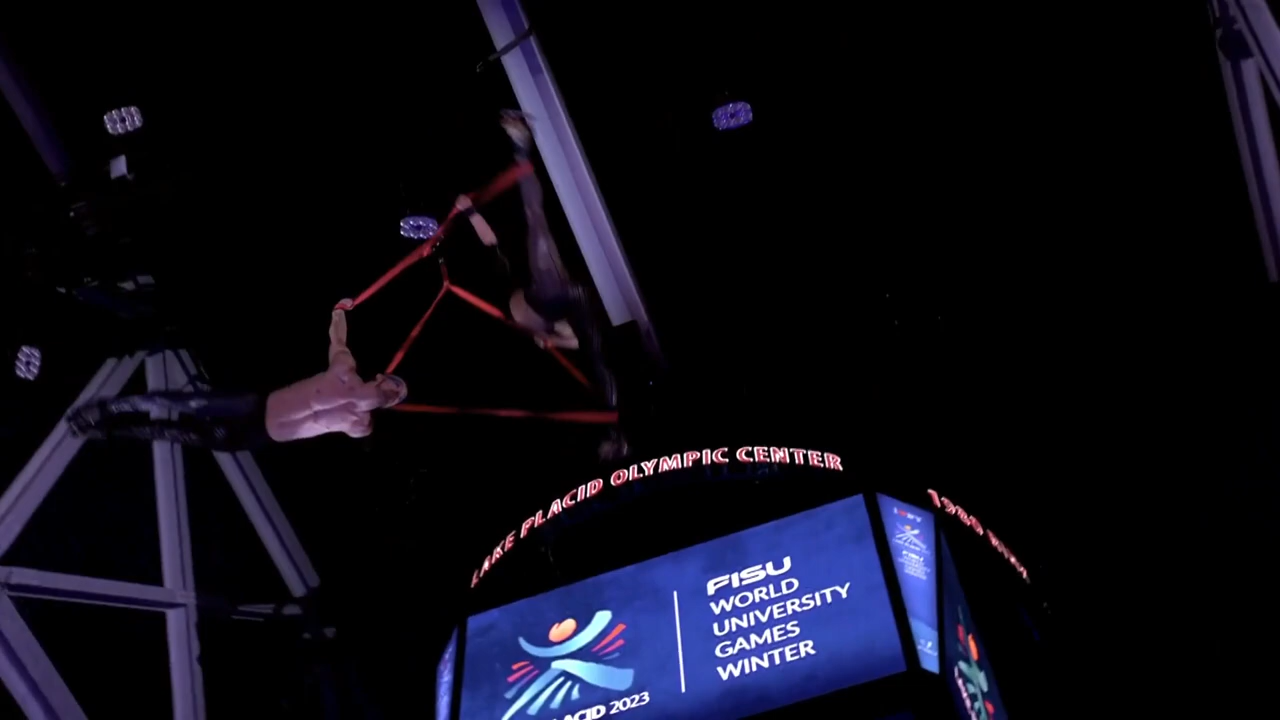 LAKE PLACID OLYMPIC CENTER
FISU
WORLD
UNIVERSITY
GAMES
WINTER
2023